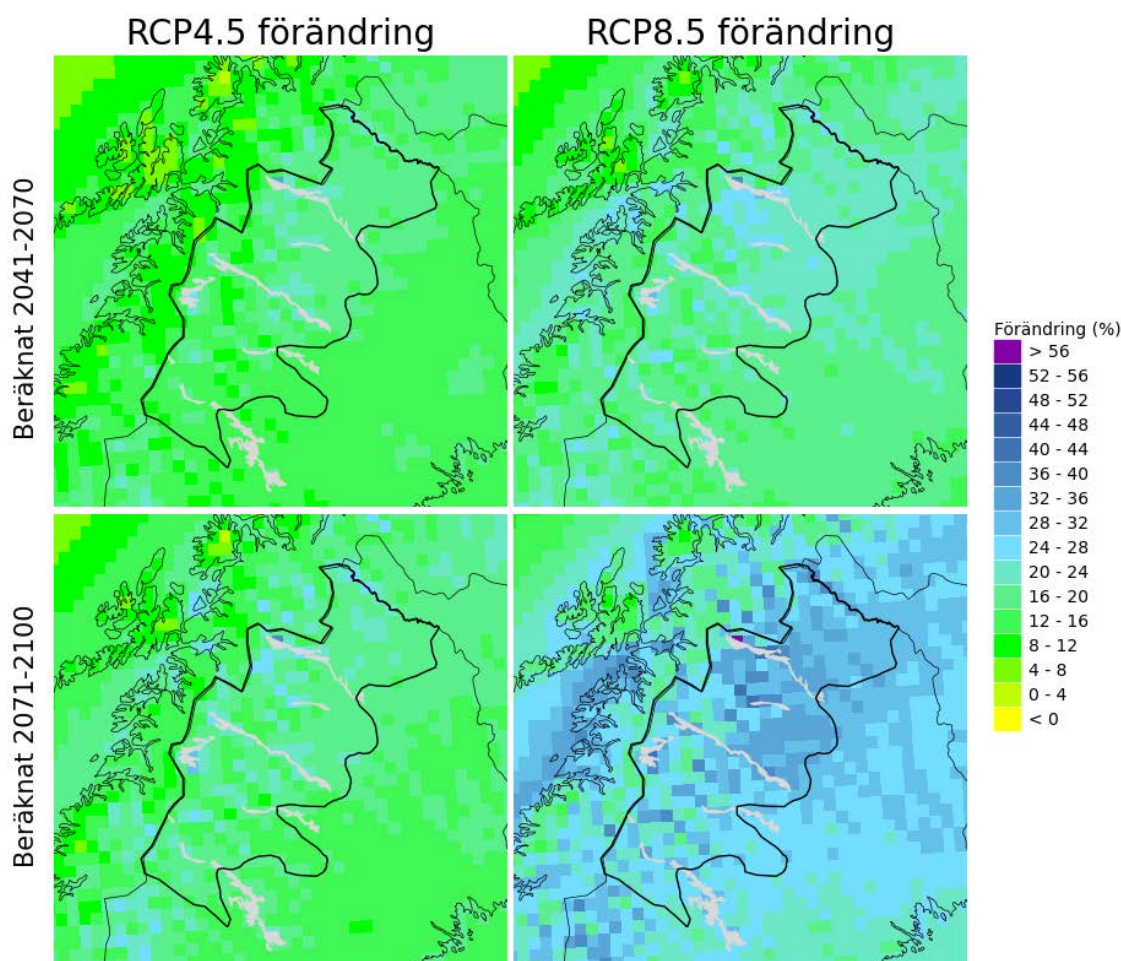 RCP4.5 förändring
RCP8.5 förändring
Beräknat 2041-2070
Beräknat 2071-2100
Förändring (%)
> 56
52 - 56
48 - 52
44 - 48
40 - 44
36 - 40
32 - 36
28 - 32
24 - 28
20 - 24
16 - 20
12 - 16
8 - 12
4 - 8
0 - 4
< 0